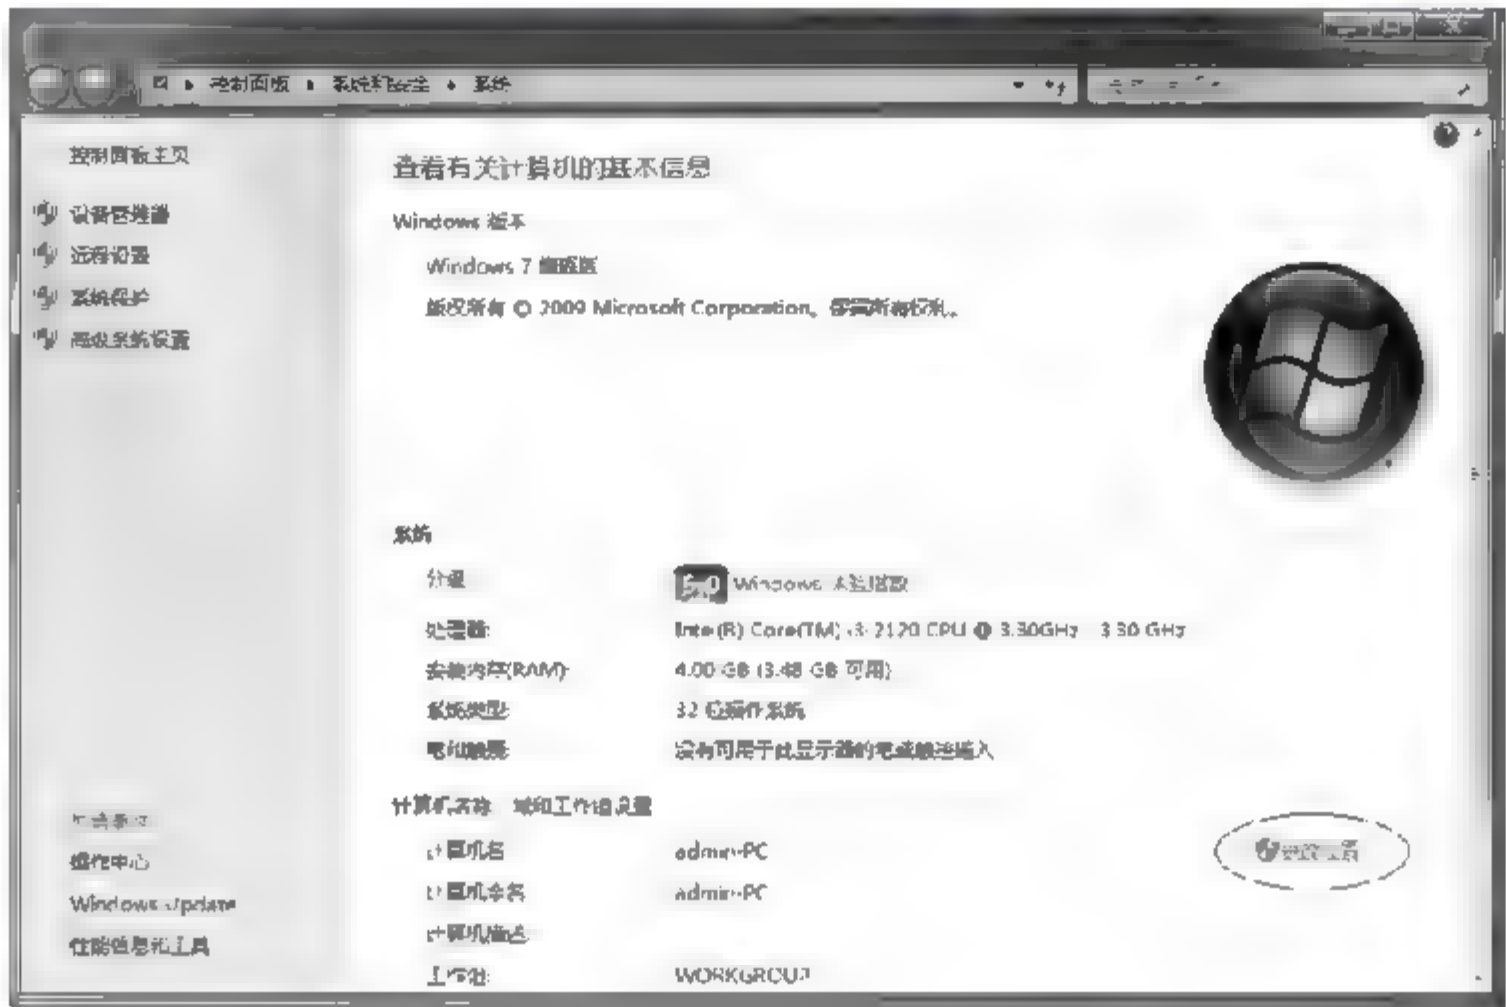 控制面板 ▸ 系统和安全 ▸ 系统
控制面板主页
设备管理器
远程设置
系统保护
高级系统设置
查看有关计算机的基本信息
Windows 版本
Windows 7 旗舰版
版权所有 © 2009 Microsoft Corporation。保留所有权利。
系统
分级
Windows
处理器:
Intel(R) Core(TM) i3-2120 CPU @ 3.30GHz 3.30 GHz
安装内存(RAM):
4.00 GB (3.48 GB 可用)
系统类型:
32 位操作系统
笔和触摸:
没有可用于此显示器的笔或触控输入
计算机名称、域和工作组设置
计算机名:
admin-PC
更改设置
计算机全名:
admin-PC
计算机描述:
工作组:
WORKGROUP
操作中心
Windows Update
性能信息和工具